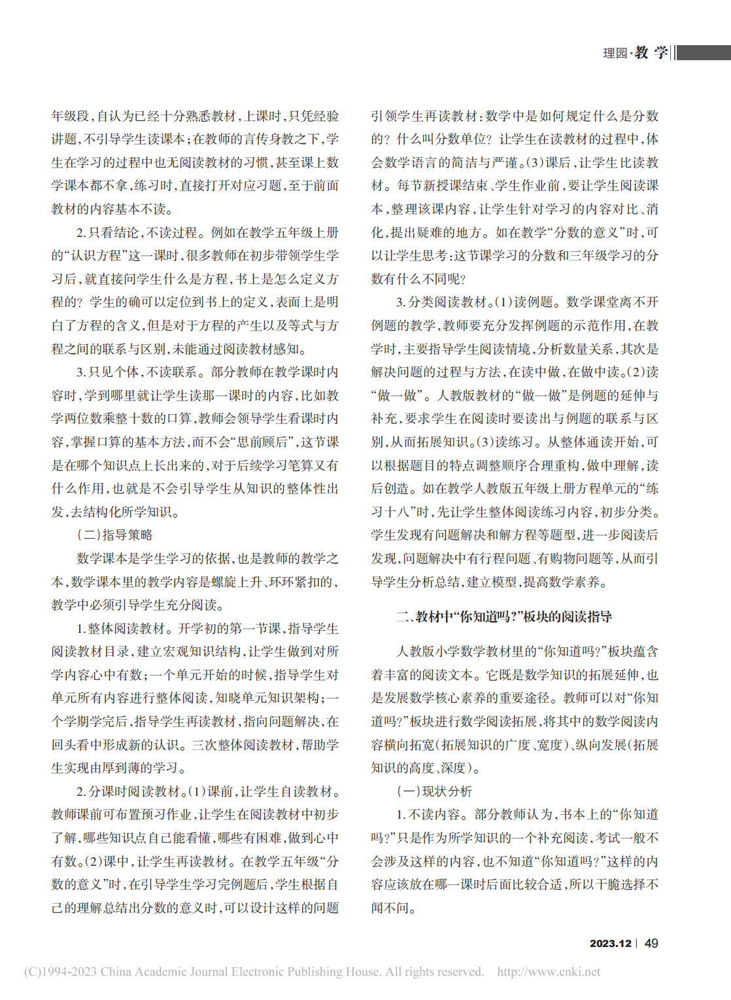 理园·教 学
年级段,自认为已经十分熟悉教材,上课时,只凭经验
讲题,不引导学生读课本;在教师的言传身教之下,学
生在学习的过程中也无阅读教材的习惯,甚至课上数
学课本都不拿,练习时,直接打开对应习题,至于前面
教材的内容基本不读。
2.只看结论,不读过程。例如在教学五年级上册
的“认识方程”这一课时,很多教师在初步带领学生学
习后,就直接问学生什么是方程,书上是怎么定义方
程的?学生的确可以定位到书上的定义,表面上是明
白了方程的含义,但是对于方程的产生以及等式与方
程之间的联系与区别,未能通过阅读教材感知。
3.只见个体,不读联系。部分教师在教学课时内
容时,学到哪里就让学生读那一课时的内容,比如教
学两位数乘整十数的口算,教师会领导学生看课时内
容,掌握口算的基本方法,而不会“思前顾后”,这节课
是在哪个知识点上长出来的,对于后续学习笔算又有
什么作用,也就是不会引导学生从知识的整体性出
发,去结构化所学知识。
(二)指导策略
数学课本是学生学习的依据,也是教师的教学之
本,数学课本里的教学内容是螺旋上升、环环紧扣的,
教学中必须引导学生充分阅读。
1.整体阅读教材。开学初的第一节课,指导学生
阅读教材目录,建立宏观知识结构,让学生做到对所
学内容心中有数;一个单元开始的时候,指导学生对
单元所有内容进行整体阅读,知晓单元知识架构;一
个学期学完后,指导学生再读教材,指向问题解决,在
回头看中形成新的认识。三次整体阅读教材,帮助学
生实现由厚到薄的学习。
2.分课时阅读教材。(1)课前,让学生自读教材。
教师课前可布置预习作业,让学生在阅读教材中初步
了解,哪些知识点自己能看懂,哪些有困难,做到心中
有数。(2)课中,让学生再读教材。在教学五年级“分
数的意义”时,在引导学生学习完例题后,学生根据自
己的理解总结出分数的意义时,可以设计这样的问题
引领学生再读教材:数学中是如何规定什么是分数
的?什么叫分数单位?让学生在读教材的过程中,体
会数学语言的简洁与严谨。(3)课后,让学生比读教
材。每节新授课结束、学生作业前,要让学生阅读课
本,整理该课内容,让学生针对学习的内容对比、消
化,提出疑难的地方。如在教学“分数的意义”时,可
以让学生思考:这节课学习的分数和三年级学习的分
数有什么不同呢?
3.分类阅读教材。(1)读例题。数学课堂离不开
例题的教学,教师要充分发挥例题的示范作用,在教
学时,主要指导学生阅读情境,分析数量关系,其次是
解决问题的过程与方法,在读中做,在做中读。(2)读
“做一做”。人教版教材的“做一做”是例题的延伸与
补充,要求学生在阅读时要读出与例题的联系与区
别,从而拓展知识。(3)读练习。从整体通读开始,可
以根据题目的特点调整顺序合理重构,做中理解,读
后创造。如在教学人教版五年级上册方程单元的“练
习十八”时,先让学生整体阅读练习内容,初步分类。
学生发现有问题解决和解方程等题型,进一步阅读后
发现,问题解决中有行程问题、有购物问题等,从而引
导学生分析总结,建立模型,提高数学素养。
二、教材中“你知道吗?”板块的阅读指导
人教版小学数学教材里的“你知道吗?”板块蕴含
着丰富的阅读文本。它既是数学知识的拓展延伸,也
是发展数学核心素养的重要途径。教师可以对“你知
道吗?”板块进行数学阅读拓展,将其中的数学阅读内
容横向拓宽(拓展知识的广度、宽度)、纵向发展(拓展
知识的高度、深度)。
(一)现状分析
1.不读内容。部分教师认为,书本上的“你知道
吗?”只是作为所学知识的一个补充阅读,考试一般不
会涉及这样的内容,也不知道“你知道吗?”这样的内
容应该放在哪一课时后面比较合适,所以干脆选择不
闻不问。
2023.12 | 49
(C)1994-2023 China Academic Journal Electronic Publishing House. All rights reserved. http://www.cnki.net